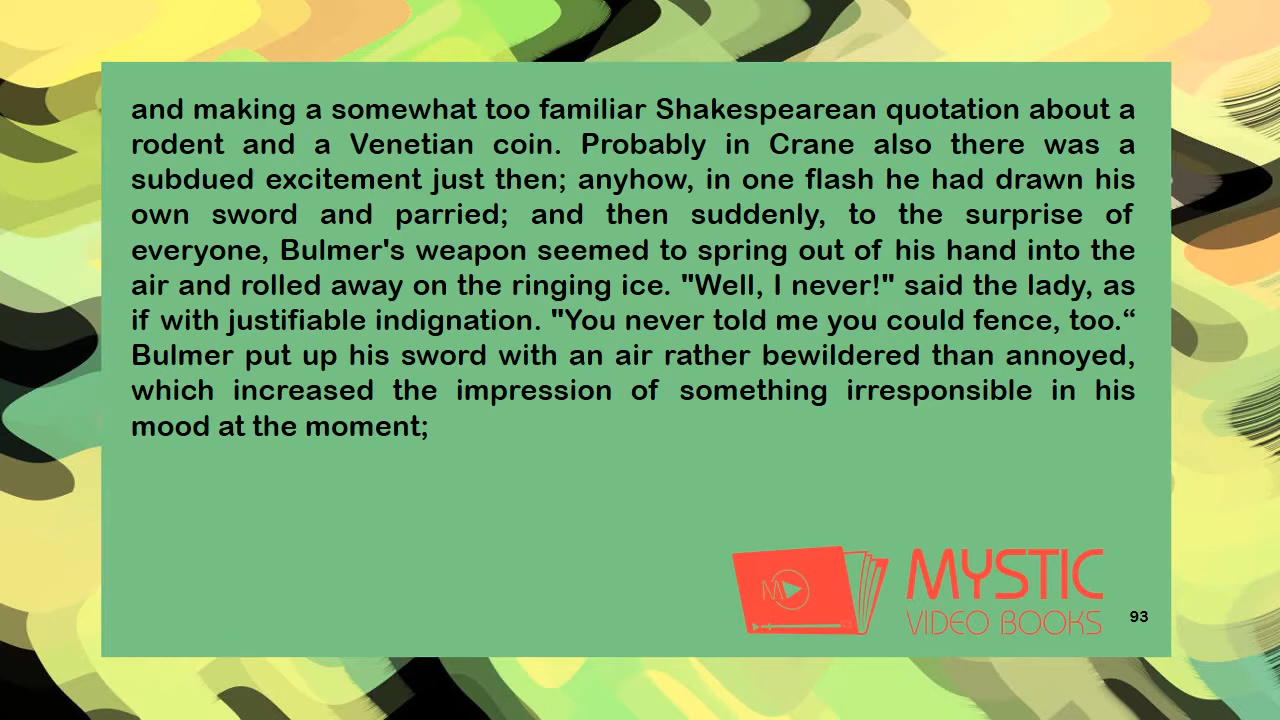 and making a somewhat too familiar Shakespearean quotation about a
rodent and a Venetian coin. Probably in Crane also there was a
subdued excitement just then; anyhow, in one flash he had drawn his
own sword and parried; and then suddenly, to the surprise of
everyone, Bulmer's weapon seemed to spring out of his hand into the
air and rolled away on the ringing ice. "Well, I never!" said the lady, as
if with justifiable indignation. "You never told me you could fence, too.“
Bulmer put up his sword with an air rather bewildered than annoyed,
which increased the impression of something irresponsible in his
mood at the moment;
M
MYSTIC
VIDEO BOOKS
93